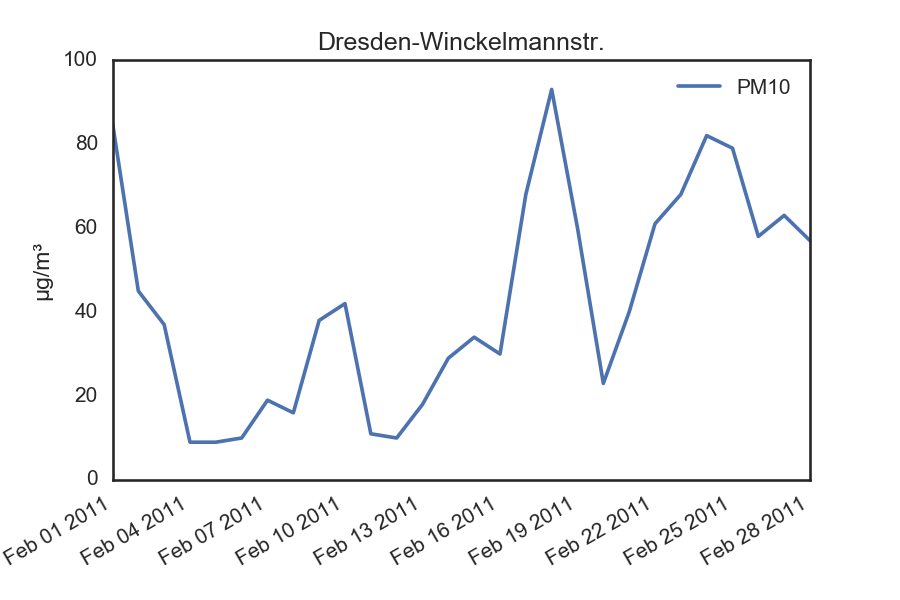 Dresden-Winckelmannstr.
100
80
60
40
20
0
µg/m³
PM10
Feb 01 2011
Feb 04 2011
Feb 07 2011
Feb 10 2011
Feb 13 2011
Feb 16 2011
Feb 19 2011
Feb 22 2011
Feb 25 2011
Feb 28 2011